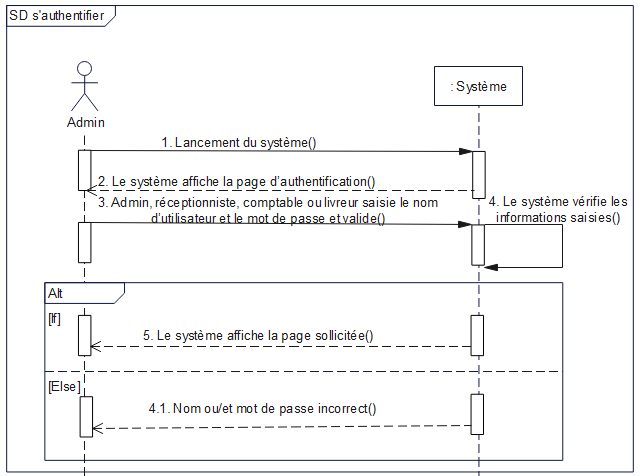 SD s'authentifier
Admin
: Système
1. Lancement du système()
2. Le système affiche la page d'authentification()
3. Admin, réceptionniste, comptable ou livreur saisie le nom
d'utilisateur et le mot de passe et valide()
4. Le système vérifie les
informations saisies()
Alt
[If]
5. Le système affiche la page sollicitée()
[Else]
4.1. Nom ou/et mot de passe incorrect()